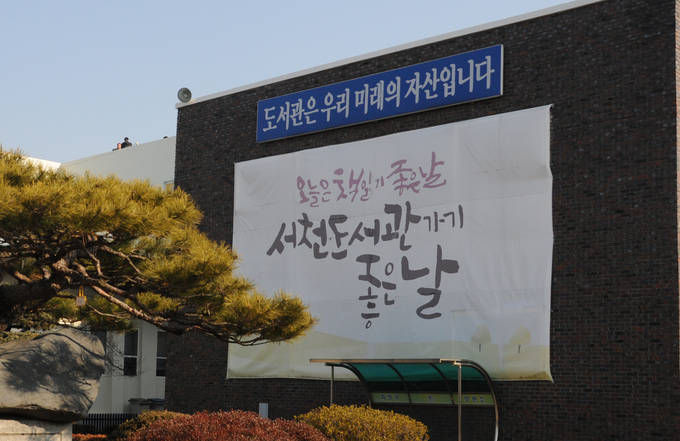 도서관은 우리 미래의 자산입니다
오늘은 책읽기 좋은날
서천도서관 가기
좋은 날